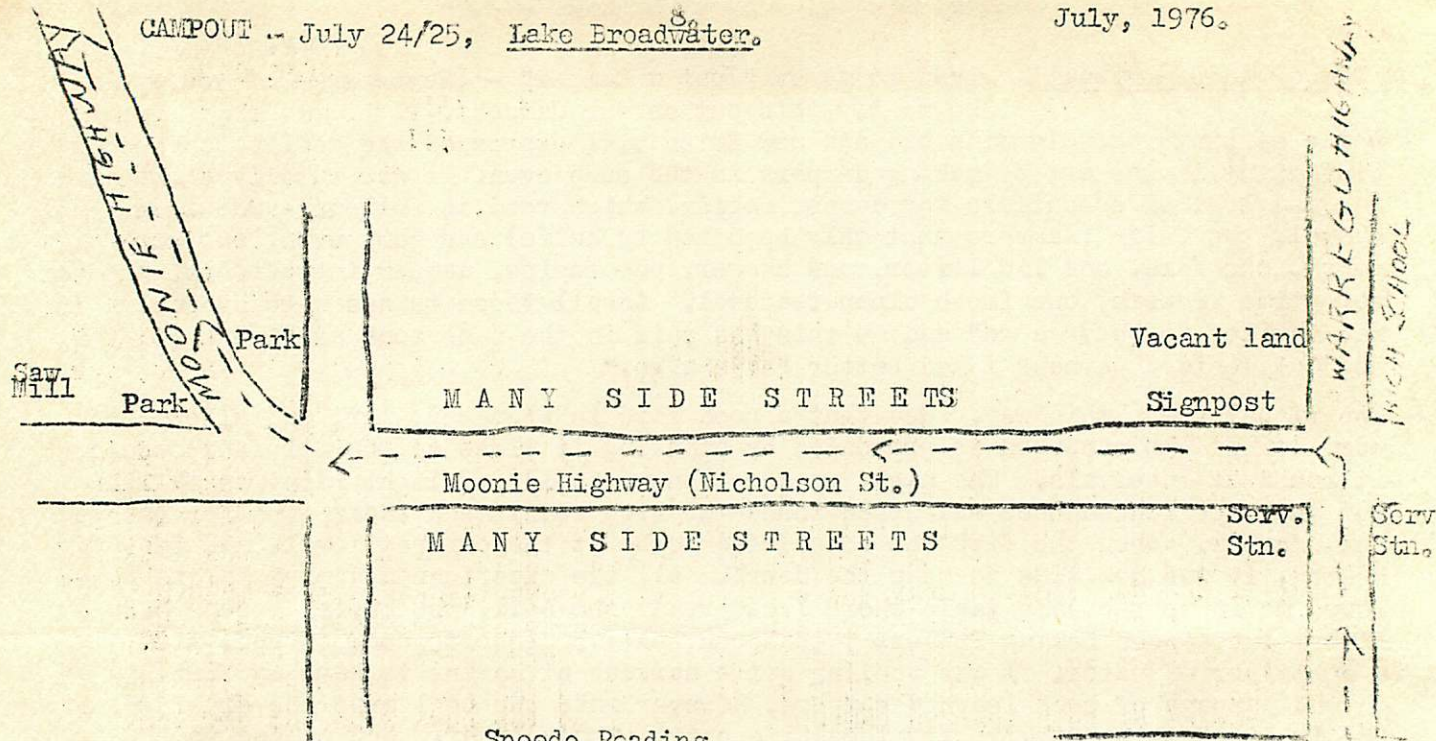 8.
CAMPOUT .. July 24/25, Lake Broadwater.
July, 1976.
MOONIE HIGHWAY
WARREGO HIGHWAY
HIGH SCHOOL
Park
Vacant land
Saw
Mill
Park
MANY SIDE STREETS
Signpost
Moonie Highway (Nicholson St.)
MANY SIDE STREETS
Serv.
Stn.
Serv
Stn.
Speedo Reading